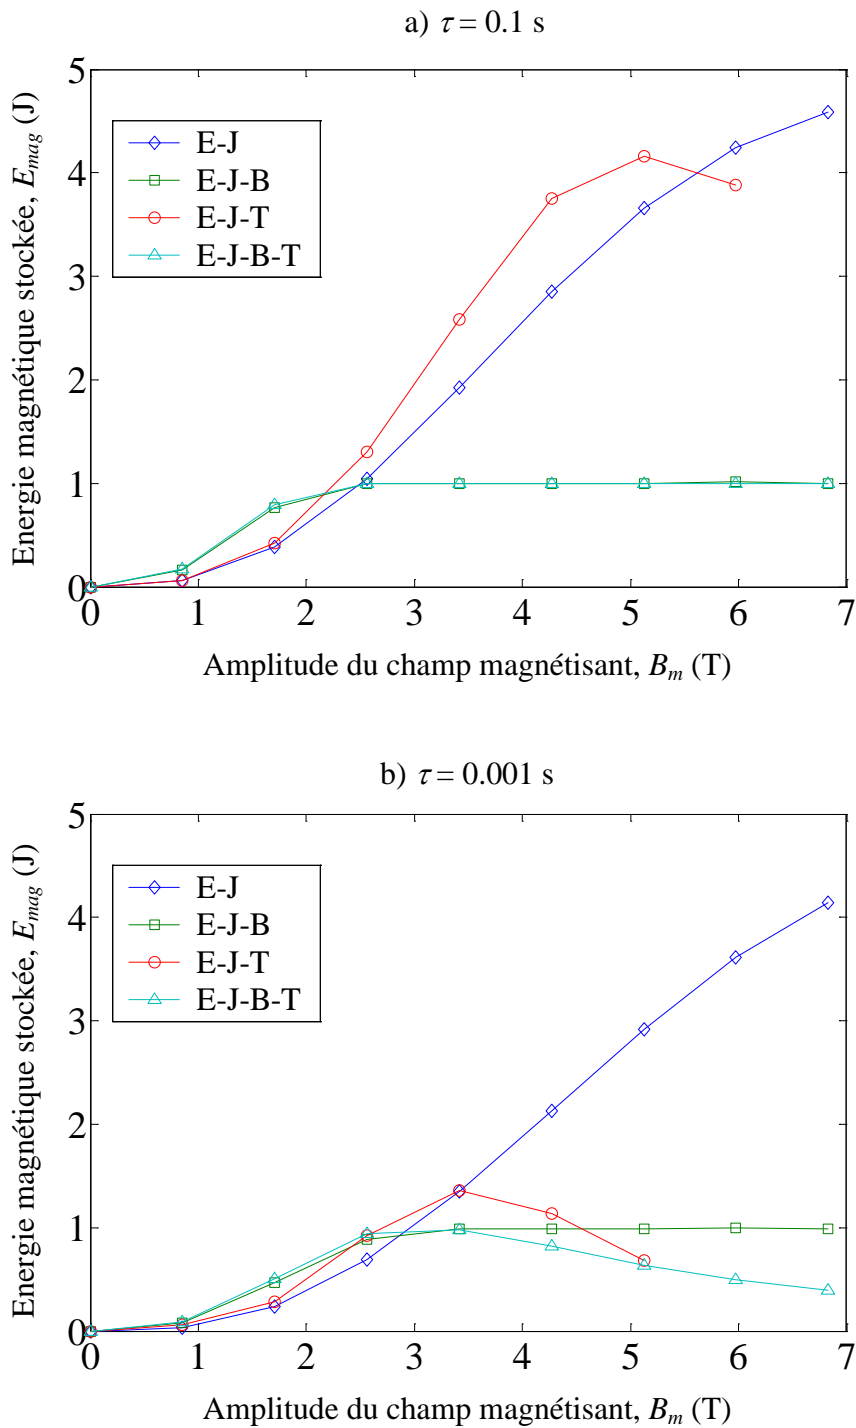 a) τ = 0.1 s
5
4
3
2
1
0
Energie magnétique stockée, Emag (J)
E-J
E-J-B
E-J-T
E-J-B-T
0 1 2 3 4 5 6 7
Amplitude du champ magnétisant, Bm (T)
b) τ = 0.001 s
5
4
3
2
1
0
Energie magnétique stockée, Emag (J)
E-J
E-J-B
E-J-T
E-J-B-T
0 1 2 3 4 5 6 7
Amplitude du champ magnétisant, Bm (T)